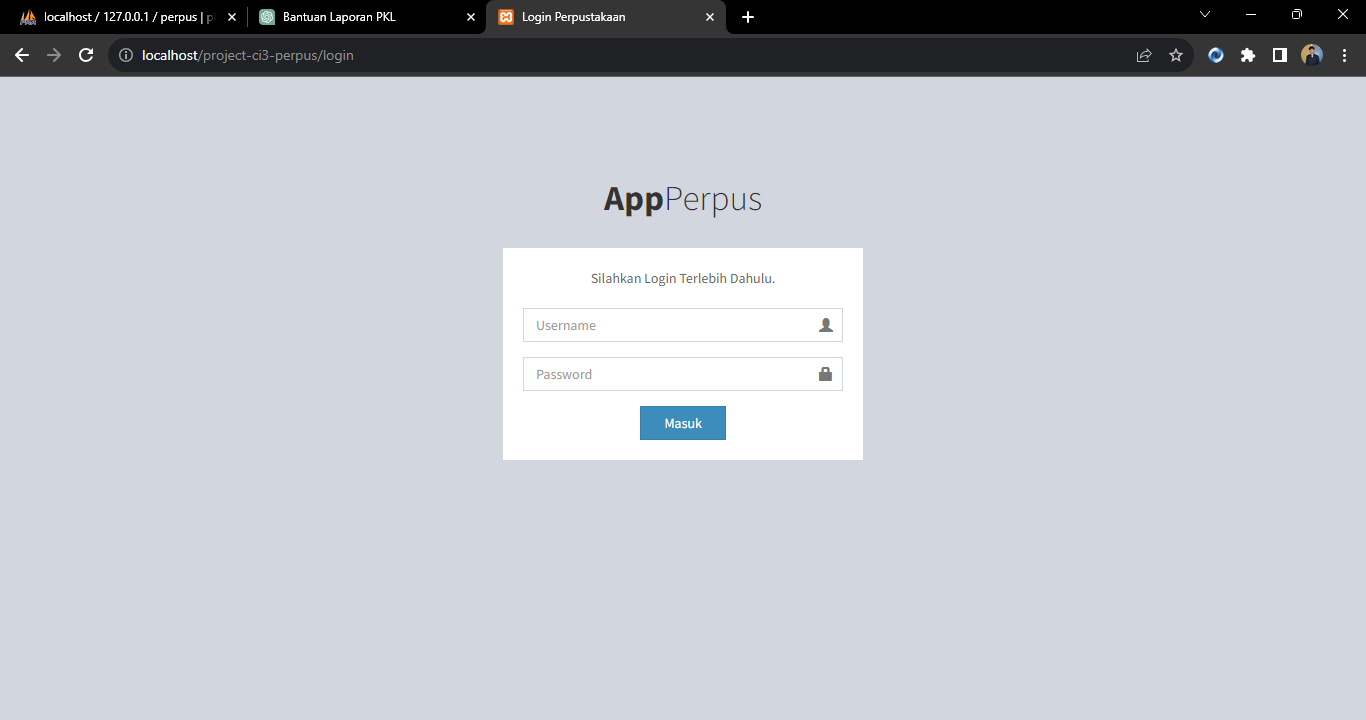 localhost / 127.0.0.1 / perpus |
Bantuan Laporan PKL
Login Perpustakaan
localhost/project-ci3-perpus/login
AppPerpus
Silahkan Login Terlebih Dahulu.
Username
Password
Masuk